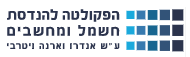 הפקולטה להנדסת
חשמל ומחשבים
ע״ש אנדרו וארנה ויטרבי